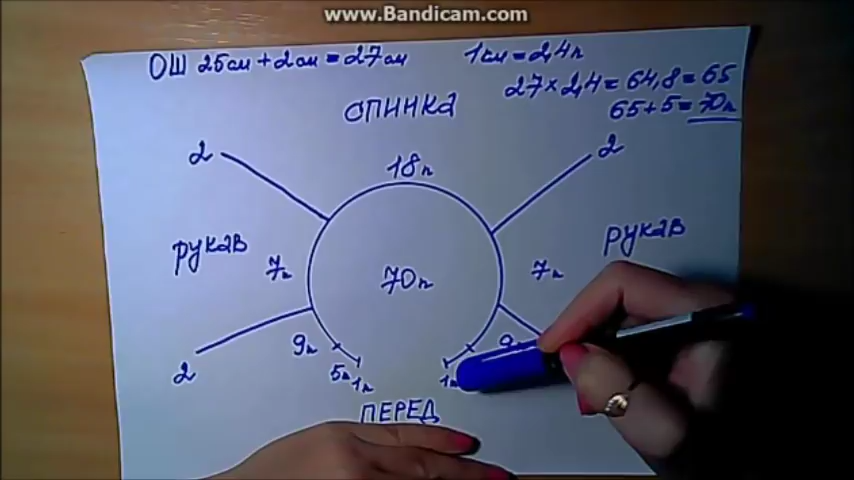 www.Bandicam.com
ОШ 25см + 2см = 27см
1см = 2,4п
27 × 2,4 = 64,8 = 65
65 + 5 = 70п
СПИНКА
2
2
18п
рукав
рукав
7п
70п
7п
2
9п
9п
5п
1п
1п
ПЕРЕД